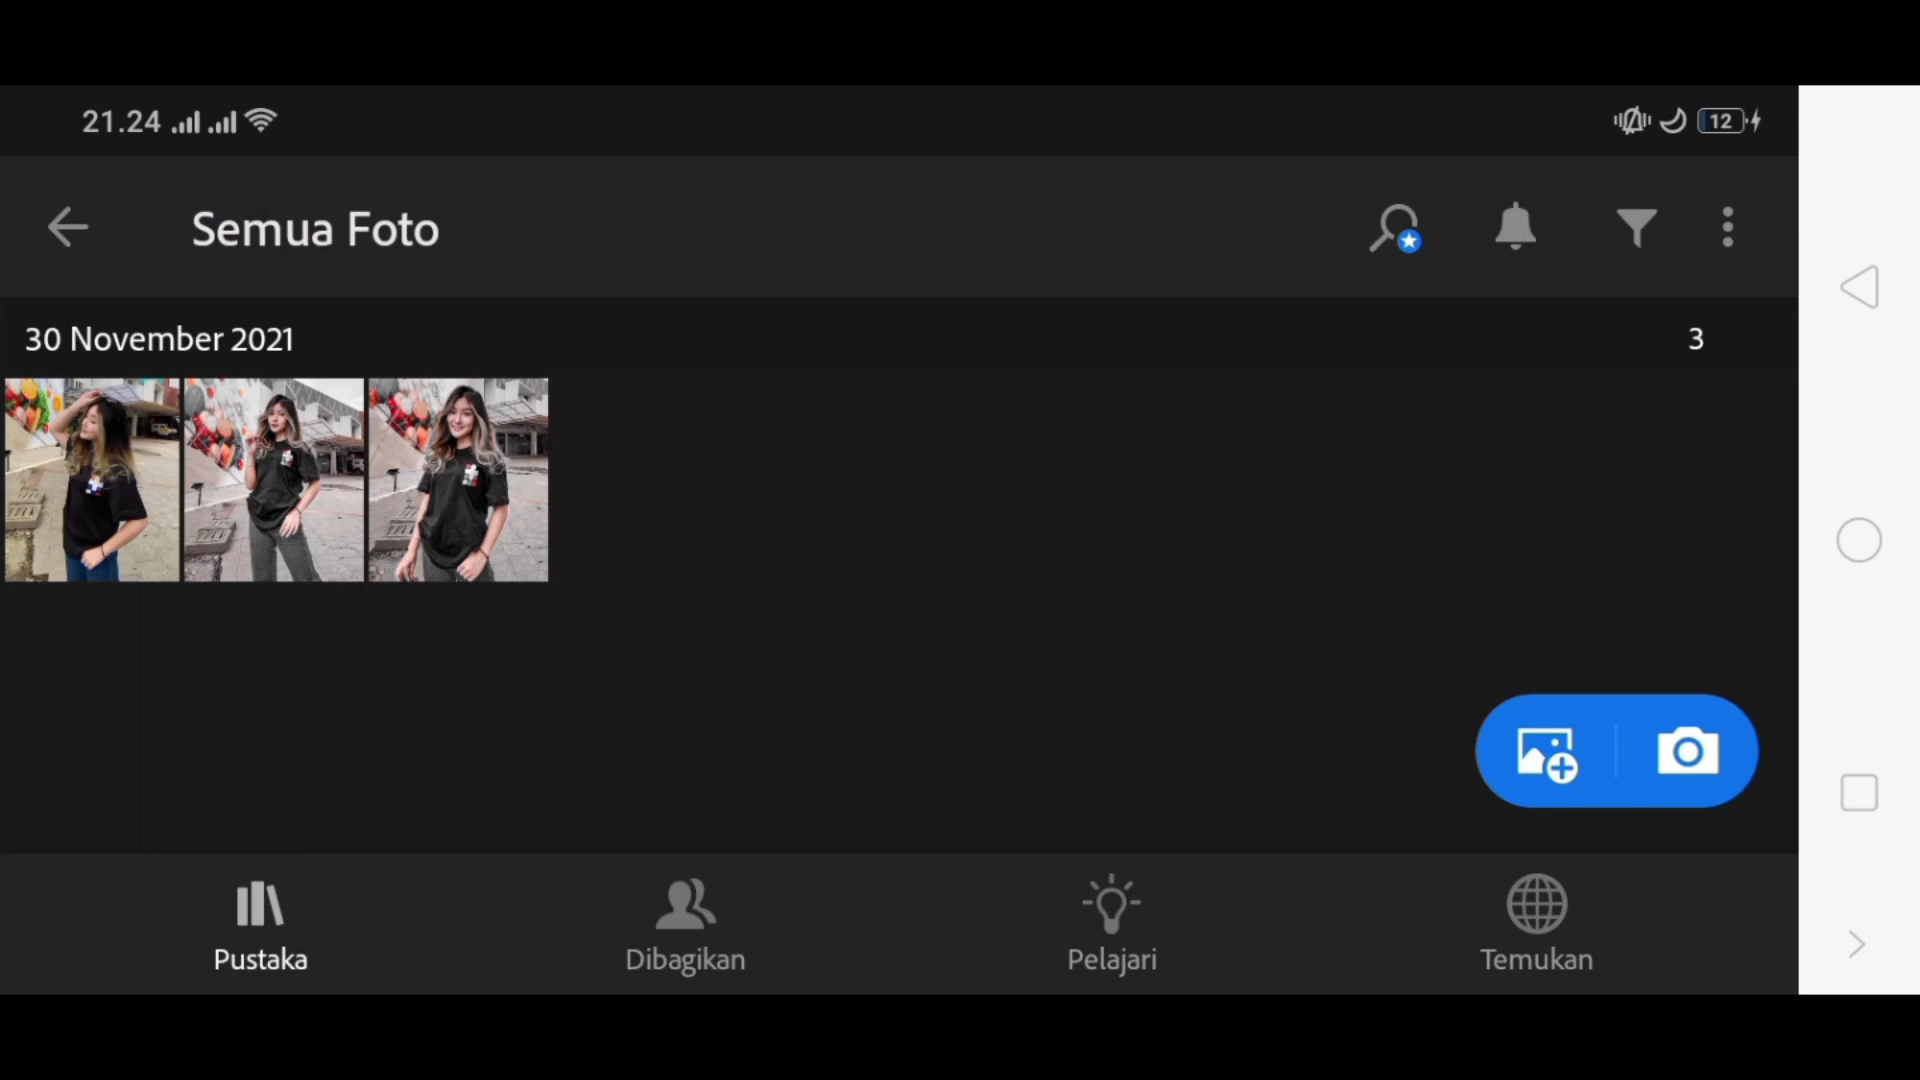 21.24
12
Semua Foto
30 November 2021
3
Pustaka
Dibagikan
Pelajari
Temukan